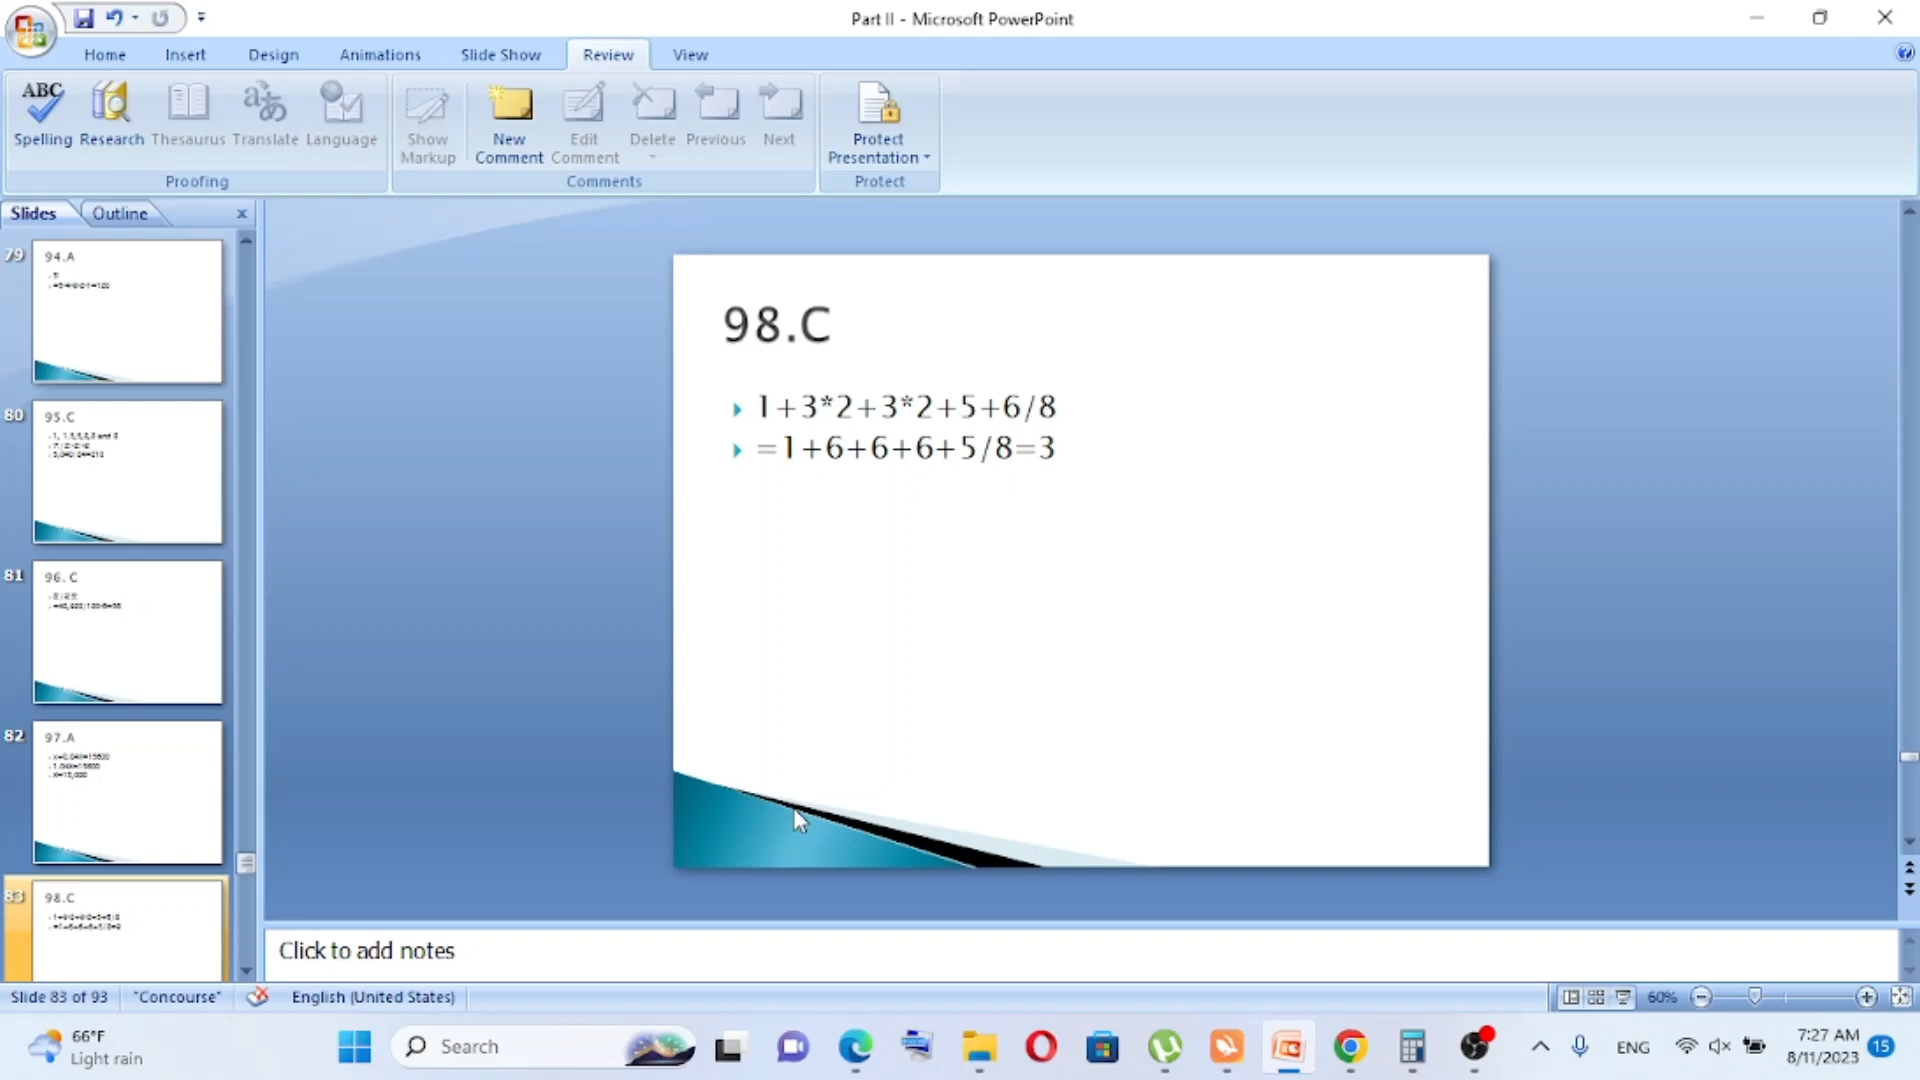 Part II - Microsoft PowerPoint
Home Insert Design Animations Slide Show Review View
ABC
Spelling Research Thesaurus Translate Language
Show Markup
New Comment
Edit Comment
Delete Previous Next
Protect Presentation
Proofing Comments Protect
Slides Outline x
79
94.A
80
95.C
81
96. C
82
97.A
83
98.C
98.C
1+3*2+3*2+5+6/8
=1+6+6+6+5/8=3
Click to add notes
Slide 83 of 93 "Concourse" English (United States) 60%
66°F
Light rain
Search
ENG
7:27 AM
8/11/2023
15